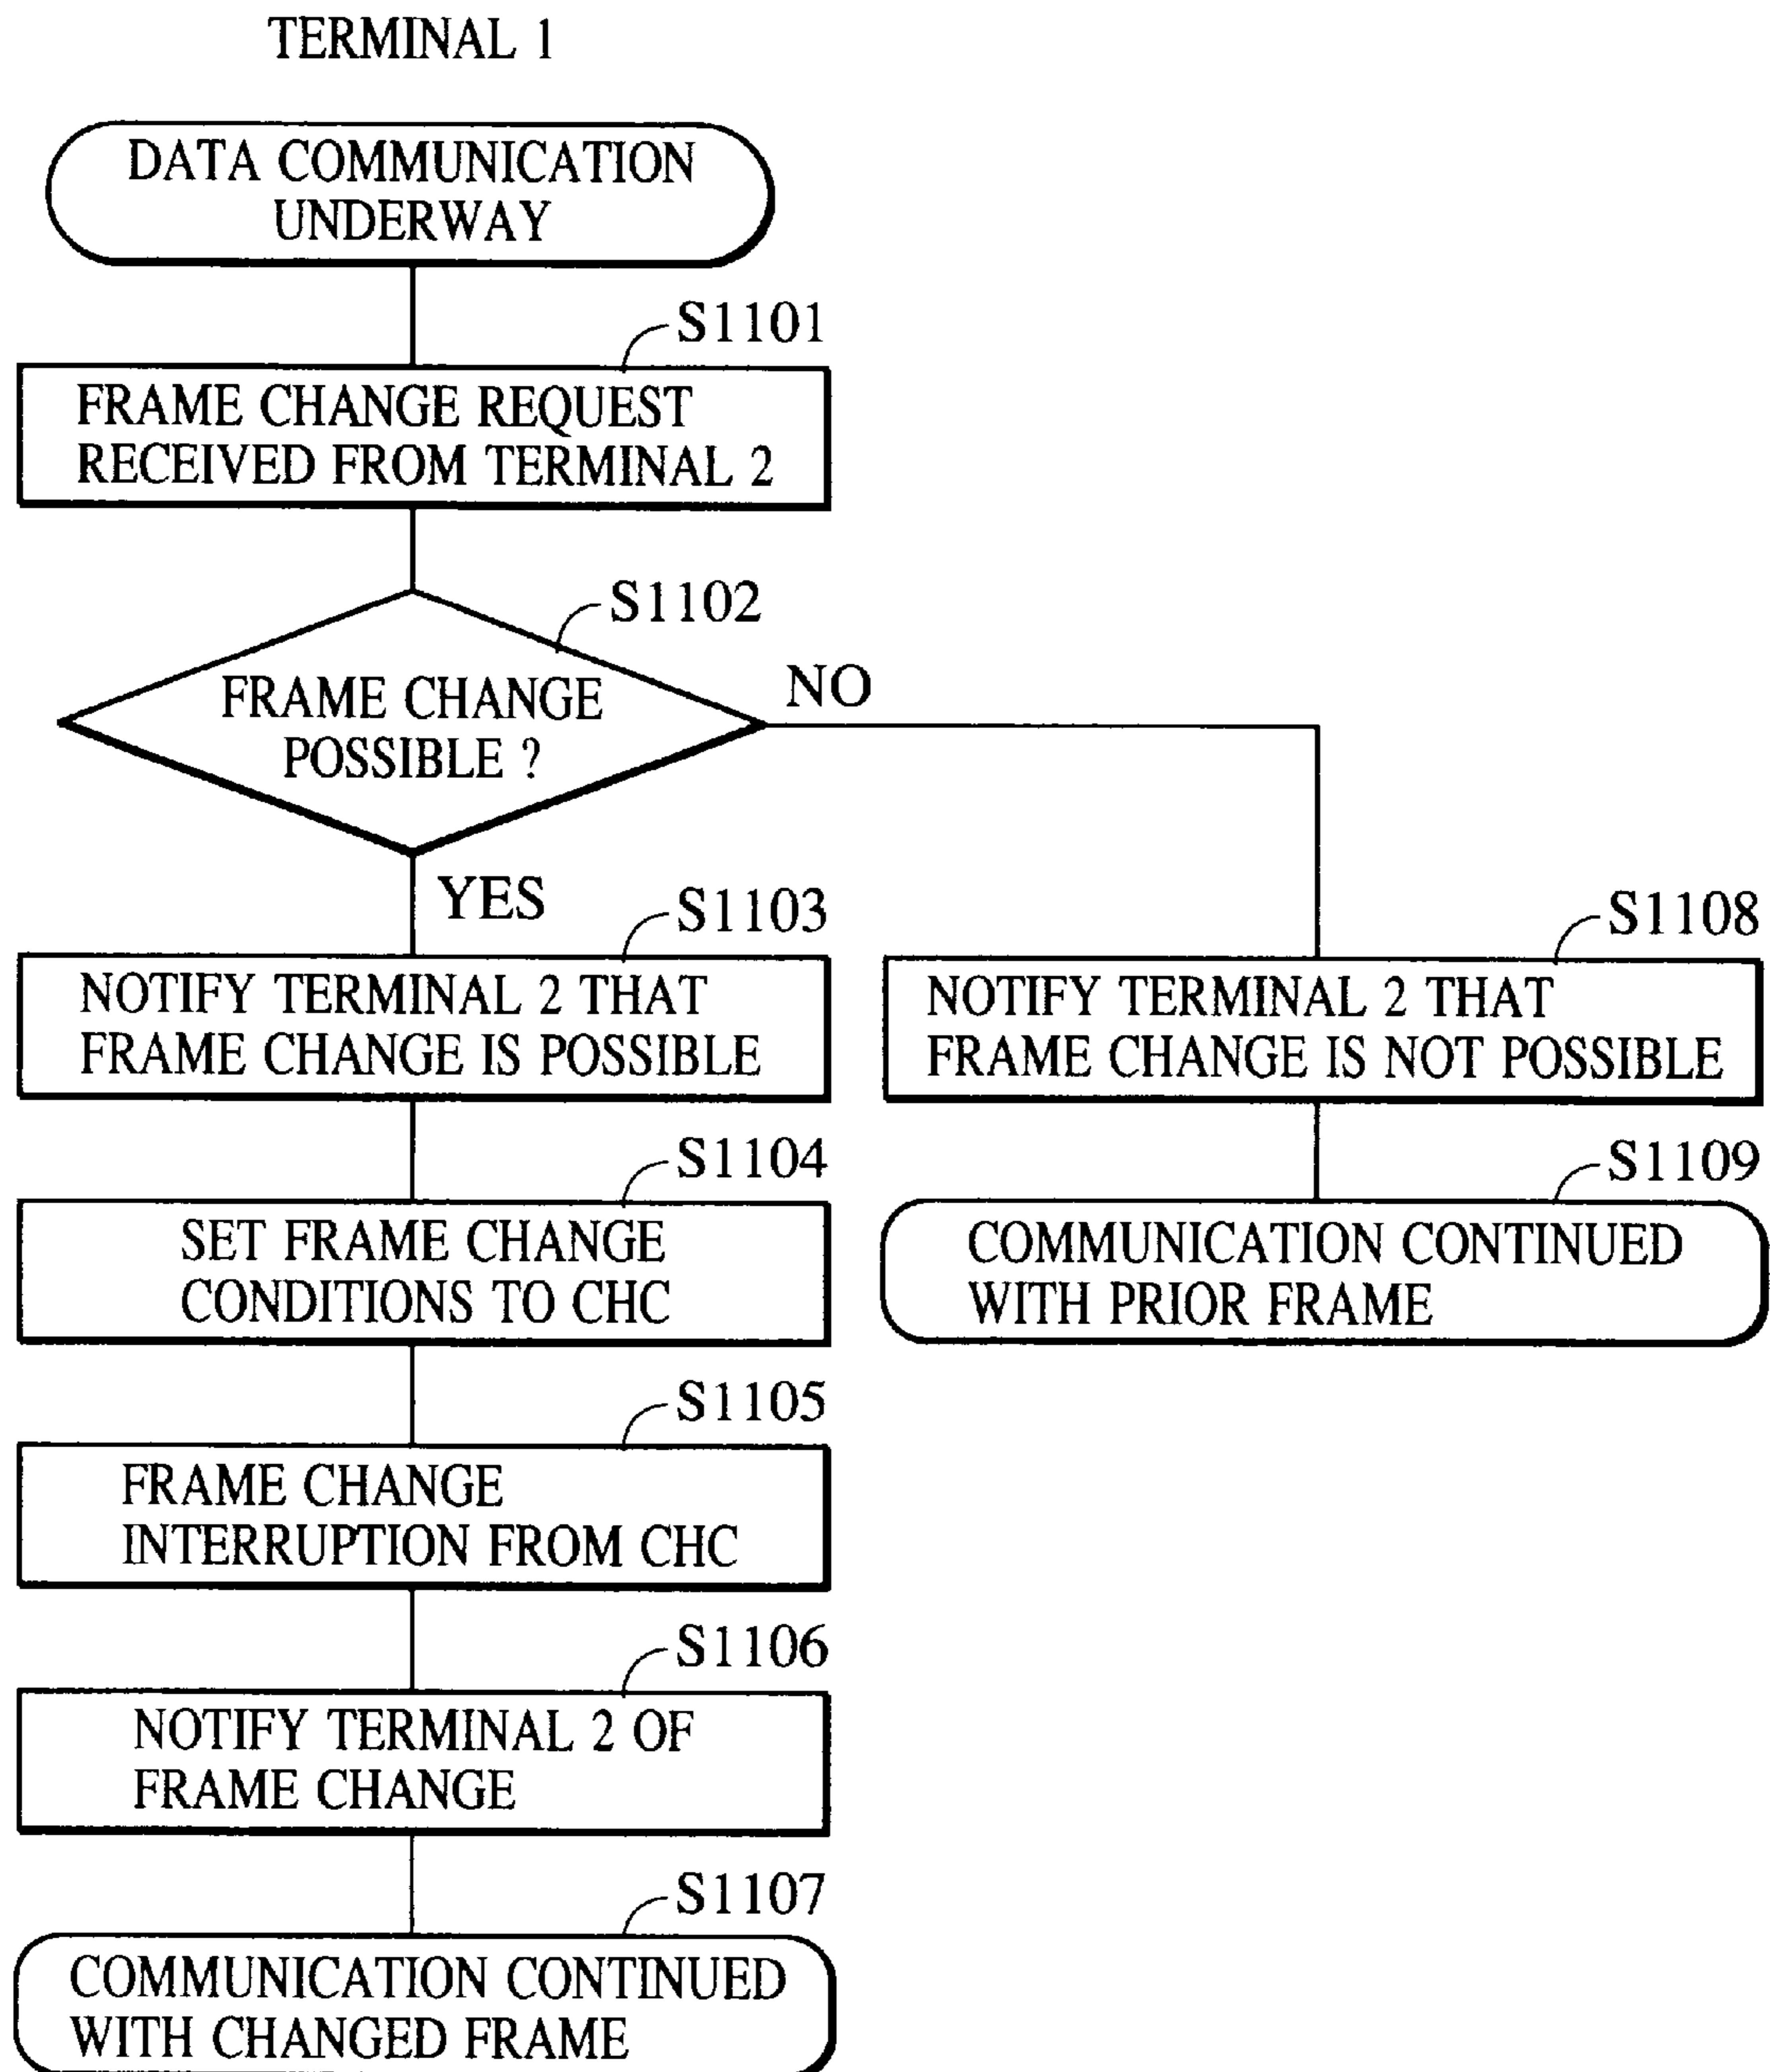 TERMINAL 1
DATA COMMUNICATION
UNDERWAY
S1101
FRAME CHANGE REQUEST
RECEIVED FROM TERMINAL 2
S1102
FRAME CHANGE
POSSIBLE ?
NO
YES
S1103
NOTIFY TERMINAL 2 THAT
FRAME CHANGE IS POSSIBLE
S1108
NOTIFY TERMINAL 2 THAT
FRAME CHANGE IS NOT POSSIBLE
S1104
SET FRAME CHANGE
CONDITIONS TO CHC
S1109
COMMUNICATION CONTINUED
WITH PRIOR FRAME
S1105
FRAME CHANGE
INTERRUPTION FROM CHC
S1106
NOTIFY TERMINAL 2 OF
FRAME CHANGE
S1107
COMMUNICATION CONTINUED
WITH CHANGED FRAME